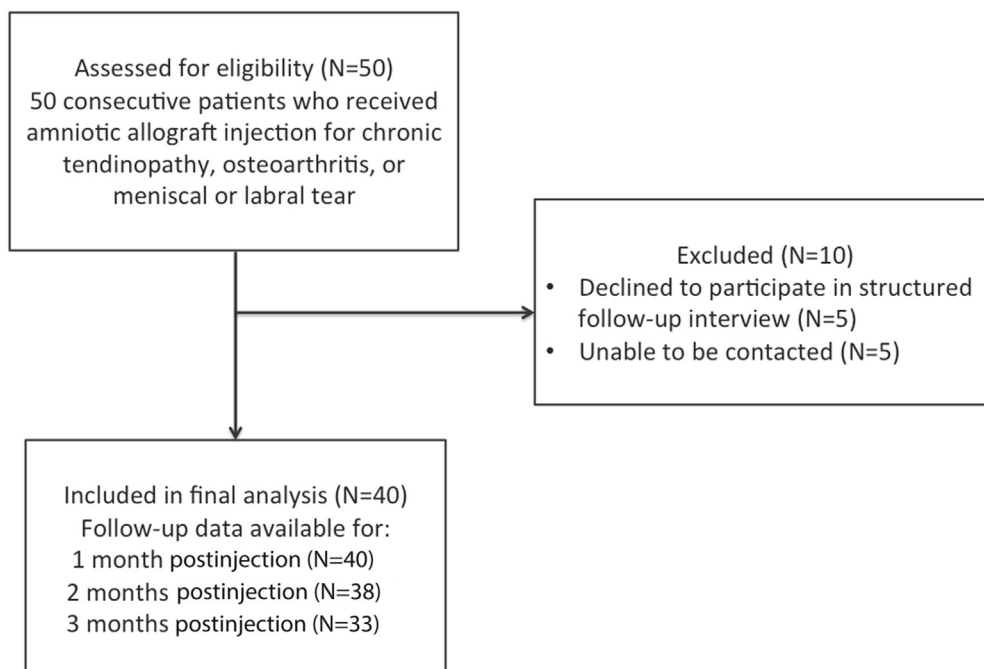 Assessed for eligibility (N=50)
50 consecutive patients who received
amniotic allograft injection for chronic
tendinopathy, osteoarthritis, or
meniscal or labral tear
Excluded (N=10)
• Declined to participate in structured
follow-up interview (N=5)
• Unable to be contacted (N=5)
Included in final analysis (N=40)
Follow-up data available for:
1 month postinjection (N=40)
2 months postinjection (N=38)
3 months postinjection (N=33)